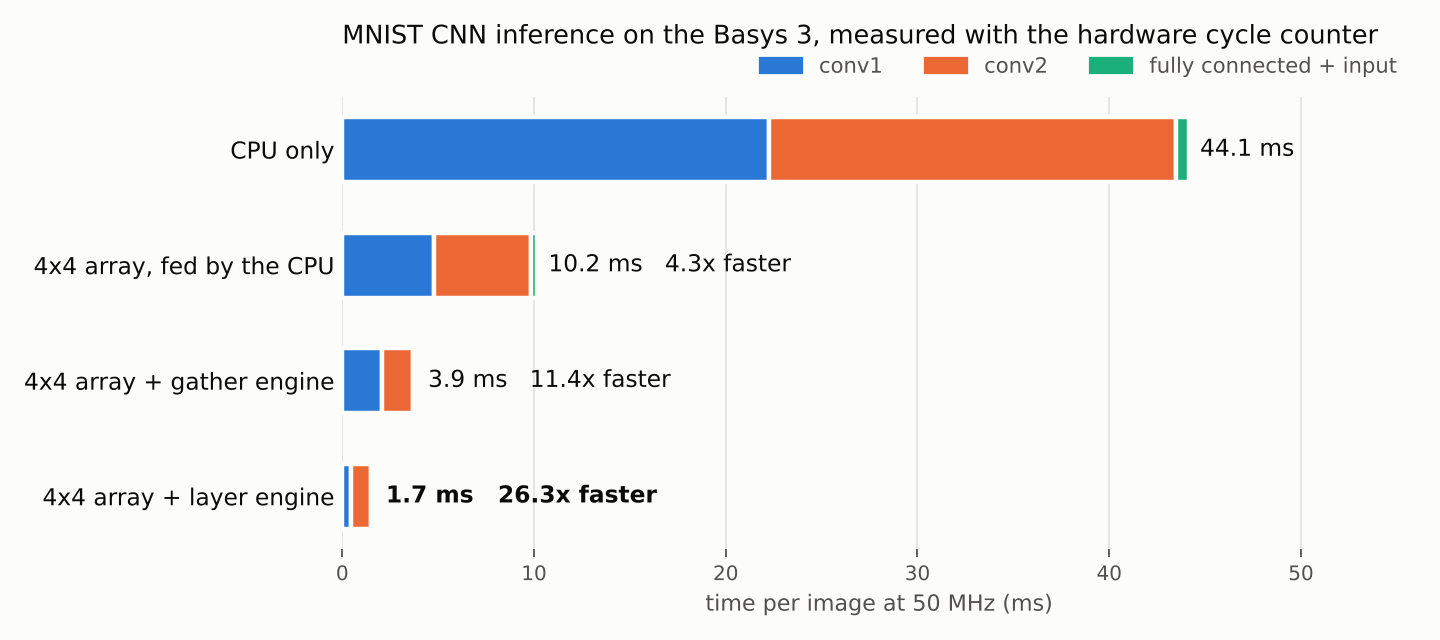 MNIST CNN inference on the Basys 3, measured with the hardware cycle counter
conv1 conv2 fully connected + input
CPU only 44.1 ms
4x4 array, fed by the CPU 10.2 ms 4.3x faster
4x4 array + gather engine 3.9 ms 11.4x faster
4x4 array + layer engine 1.7 ms 26.3x faster
0 10 20 30 40 50
time per image at 50 MHz (ms)